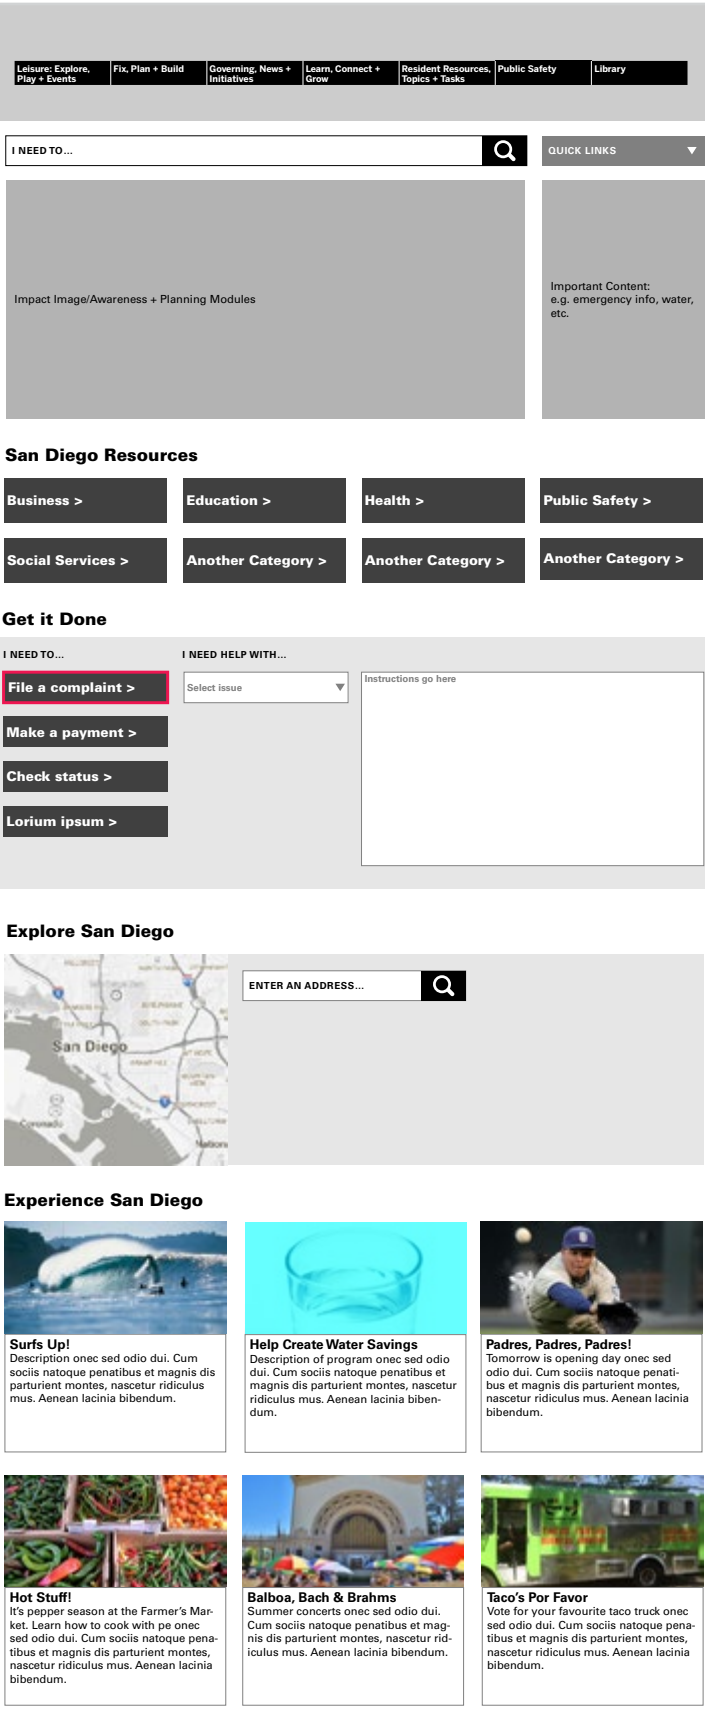 Leisure: Explore,
Play + Events
Fix, Plan + Build
Governing, News +
Initiatives
Learn, Connect +
Grow
Resident Resources,
Topics + Tasks
Public Safety
Library
I NEED TO...
QUICK LINKS
Impact Image/Awareness + Planning Modules
Important Content:
e.g. emergency info, water,
etc.
San Diego Resources
Business >
Education >
Health >
Public Safety >
Social Services >
Another Category >
Another Category >
Another Category >
Get it Done
I NEED TO...
I NEED HELP WITH...
File a complaint >
Make a payment >
Check status >
Lorium ipsum >
Select issue
Instructions go here
Explore San Diego
San Diego
Coronado
ENTER AN ADDRESS...
Experience San Diego
Surfs Up!
Description onec sed odio dui. Cum
sociis natoque penatibus et magnis dis
parturient montes, nascetur ridiculus
mus. Aenean lacinia bibendum.
Help Create Water Savings
Description of program onec sed odio
dui. Cum sociis natoque penatibus et
magnis dis parturient montes, nascetur
ridiculus mus. Aenean lacinia biben-
dum.
Padres, Padres, Padres!
Tomorrow is opening day onec sed
odio dui. Cum sociis natoque penati-
bus et magnis dis parturient montes,
nascetur ridiculus mus. Aenean lacinia
bibendum.
Hot Stuff!
It's pepper season at the Farmer's Mar-
ket. Learn how to cook with pe onec
sed odio dui. Cum sociis natoque pena-
tibus et magnis dis parturient montes,
nascetur ridiculus mus. Aenean lacinia
bibendum.
Balboa, Bach & Brahms
Summer concerts onec sed odio dui.
Cum sociis natoque penatibus et mag-
nis dis parturient montes, nascetur rid-
iculus mus. Aenean lacinia bibendum.
Taco's Por Favor
Vote for your favourite taco truck onec
sed odio dui. Cum sociis natoque pena-
tibus et magnis dis parturient montes,
nascetur ridiculus mus. Aenean lacinia
bibendum.